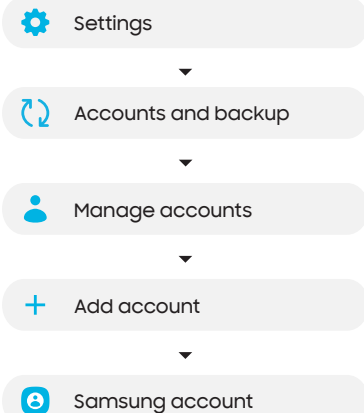 Settings
Accounts and backup
Manage accounts
Add account
Samsung account